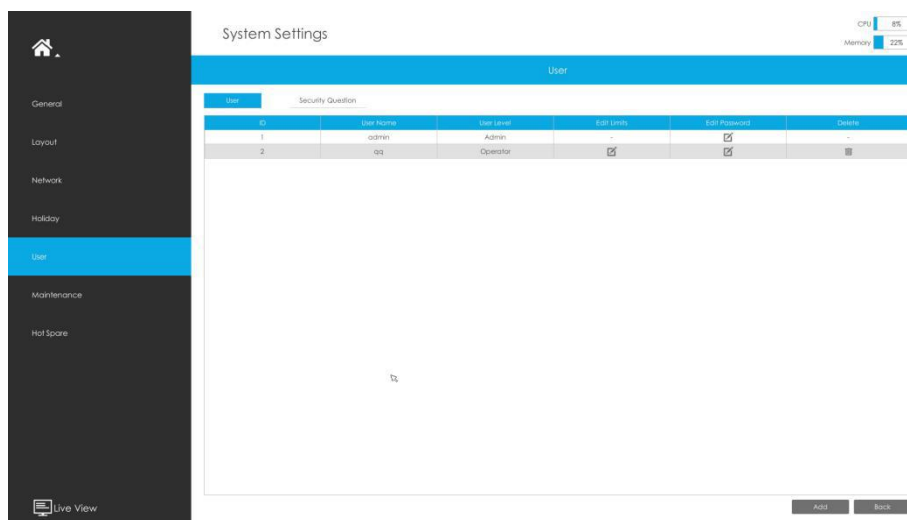 System Settings
CPU 8%
Memory 22%
User
General
Layout
Network
Holiday
User
Maintenance
Hot Spare
Live View
User Security Question
ID User Name User Level Edit Limits Edit Password Delete
1 admin Admin - -
2 qq Operator
Add Back